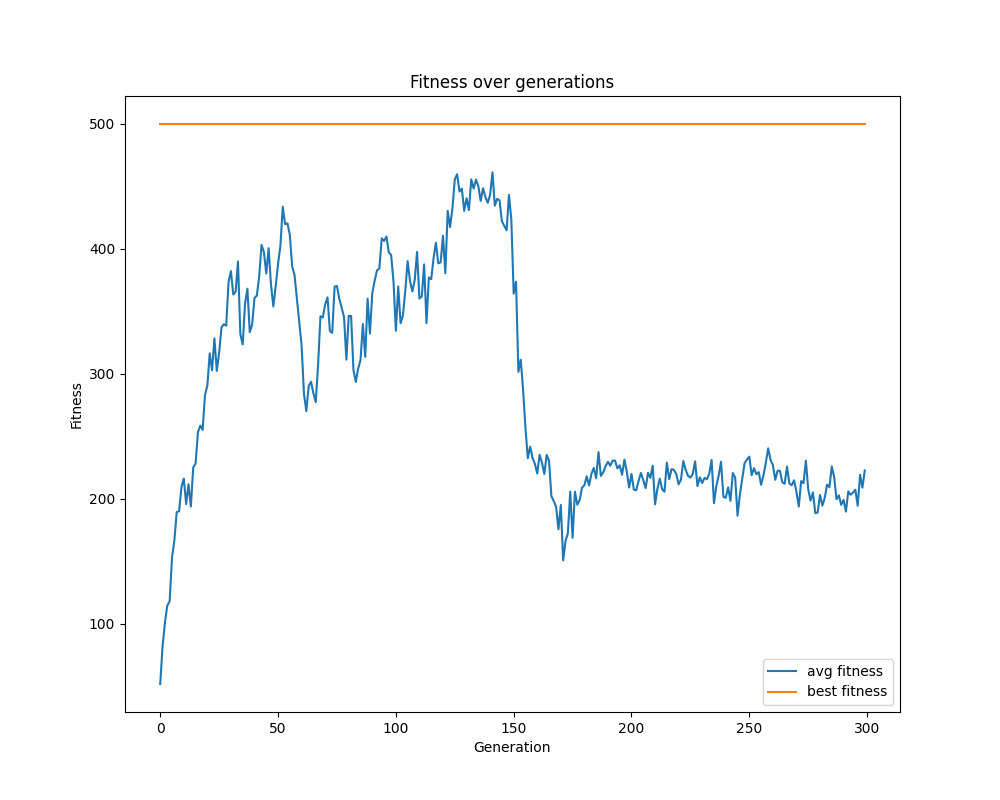 Fitness over generations
500
400
300
200
100
Fitness
0 50 100 150 200 250 300
Generation
avg fitness
best fitness